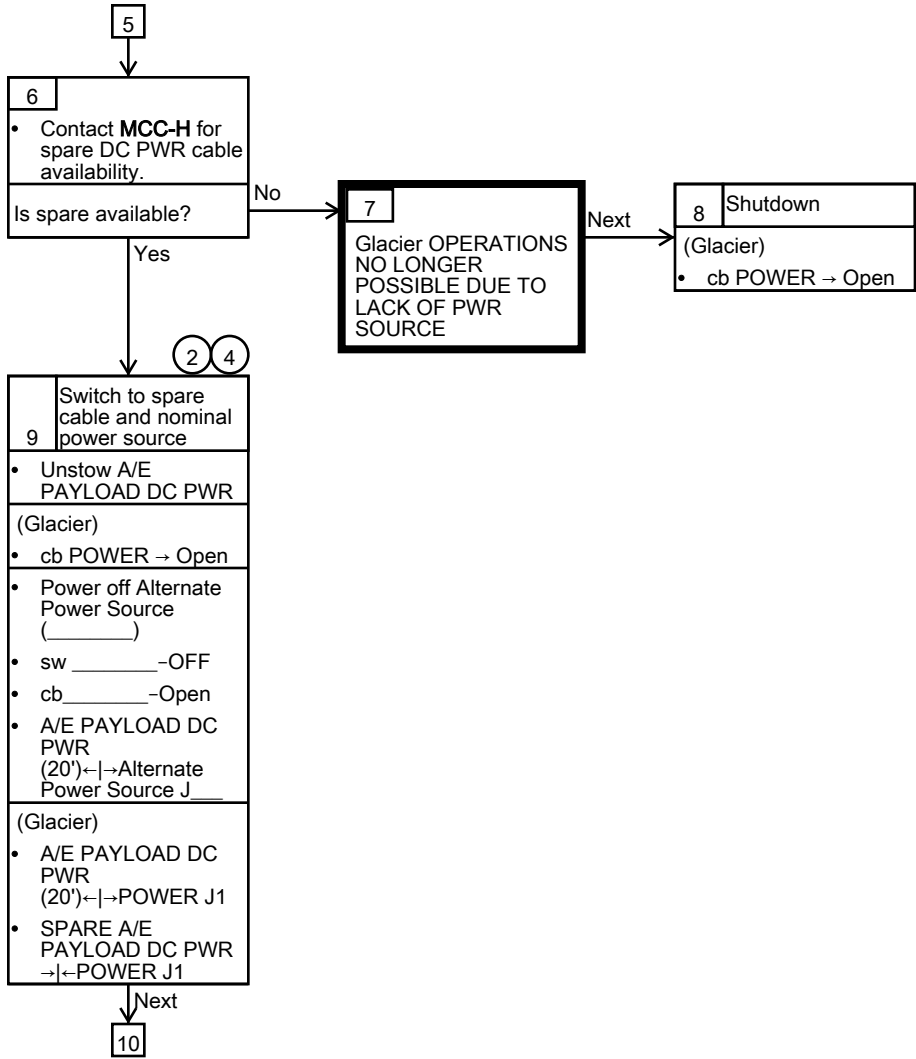 5
6
• Contact MCC-H for
spare DC PWR cable
availability.
Is spare available?
No
Yes
7
Glacier OPERATIONS
NO LONGER
POSSIBLE DUE TO
LACK OF PWR
SOURCE
Next
8 Shutdown
(Glacier)
• cb POWER → Open
2 4
Switch to spare
cable and nominal
9 power source
• Unstow A/E
PAYLOAD DC PWR
(Glacier)
• cb POWER → Open
• Power off Alternate
Power Source
(________)
• sw ________−OFF
• cb________−Open
• A/E PAYLOAD DC
PWR
(20')←|→Alternate
Power Source J___
(Glacier)
• A/E PAYLOAD DC
PWR
(20')←|→POWER J1
• SPARE A/E
PAYLOAD DC PWR
→|←POWER J1
Next
10